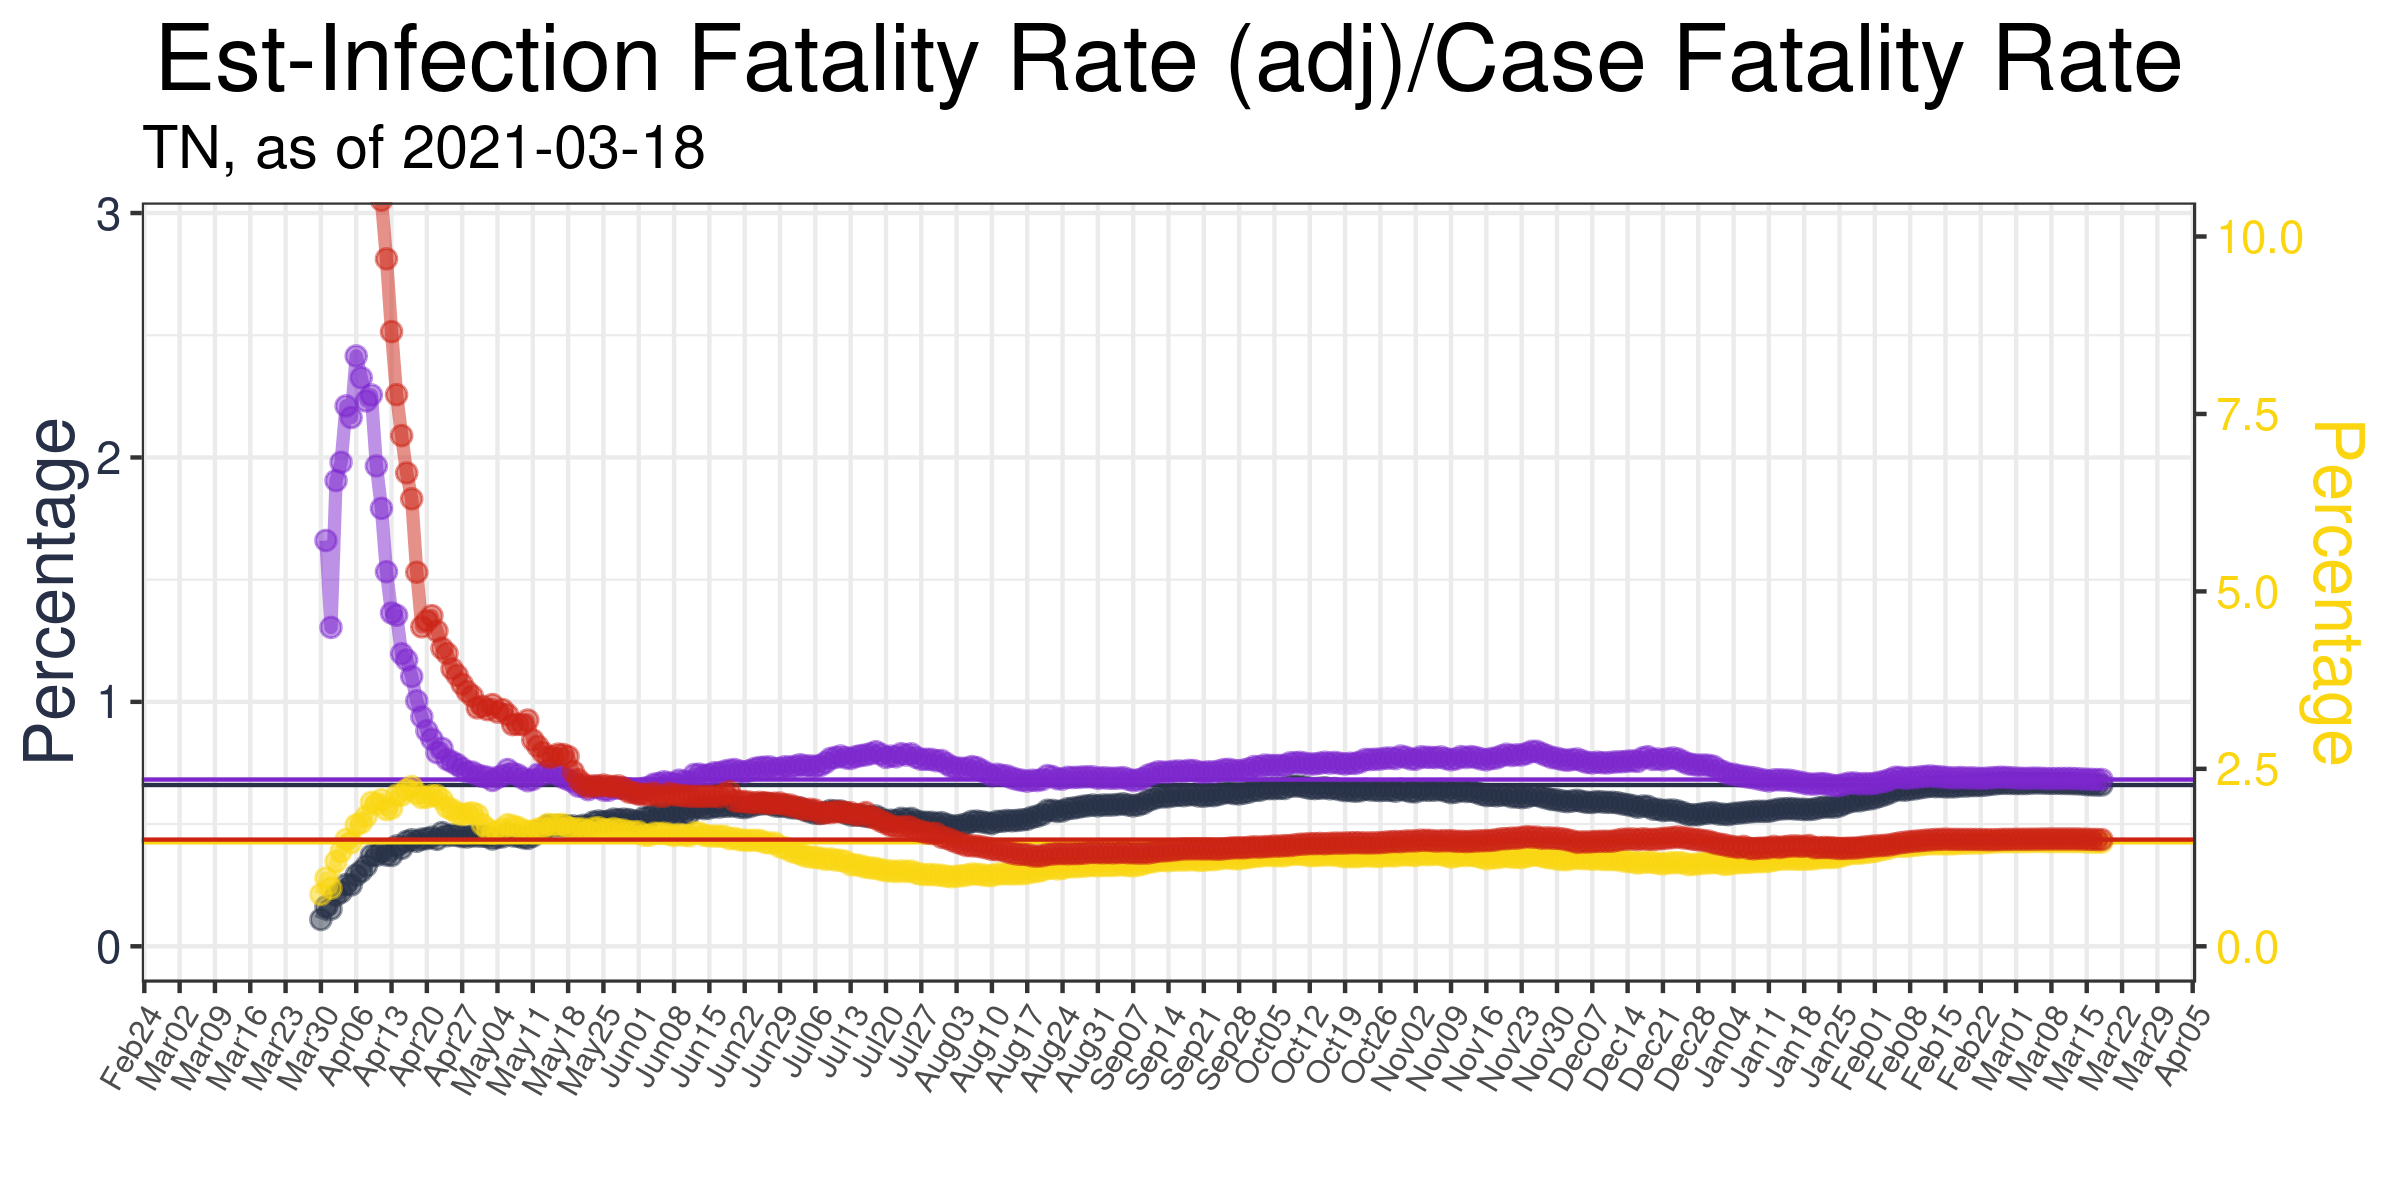 Est-Infection Fatality Rate (adj)/Case Fatality Rate
TN, as of 2021-03-18
Percentage
3
2
1
0
10.0
7.5
5.0
2.5
0.0
Percentage
Feb24
Mar02
Mar09
Mar16
Mar23
Mar30
Apr06
Apr13
Apr20
Apr27
May04
May11
May18
May25
Jun01
Jun08
Jun15
Jun22
Jun29
Jul06
Jul13
Jul20
Jul27
Aug03
Aug10
Aug17
Aug24
Aug31
Sep07
Sep14
Sep21
Sep28
Oct05
Oct12
Oct19
Oct26
Nov02
Nov09
Nov16
Nov23
Nov30
Dec07
Dec14
Dec21
Dec28
Jan04
Jan11
Jan18
Jan25
Feb01
Feb08
Feb15
Feb22
Mar01
Mar08
Mar15
Mar22
Mar29
Apr05